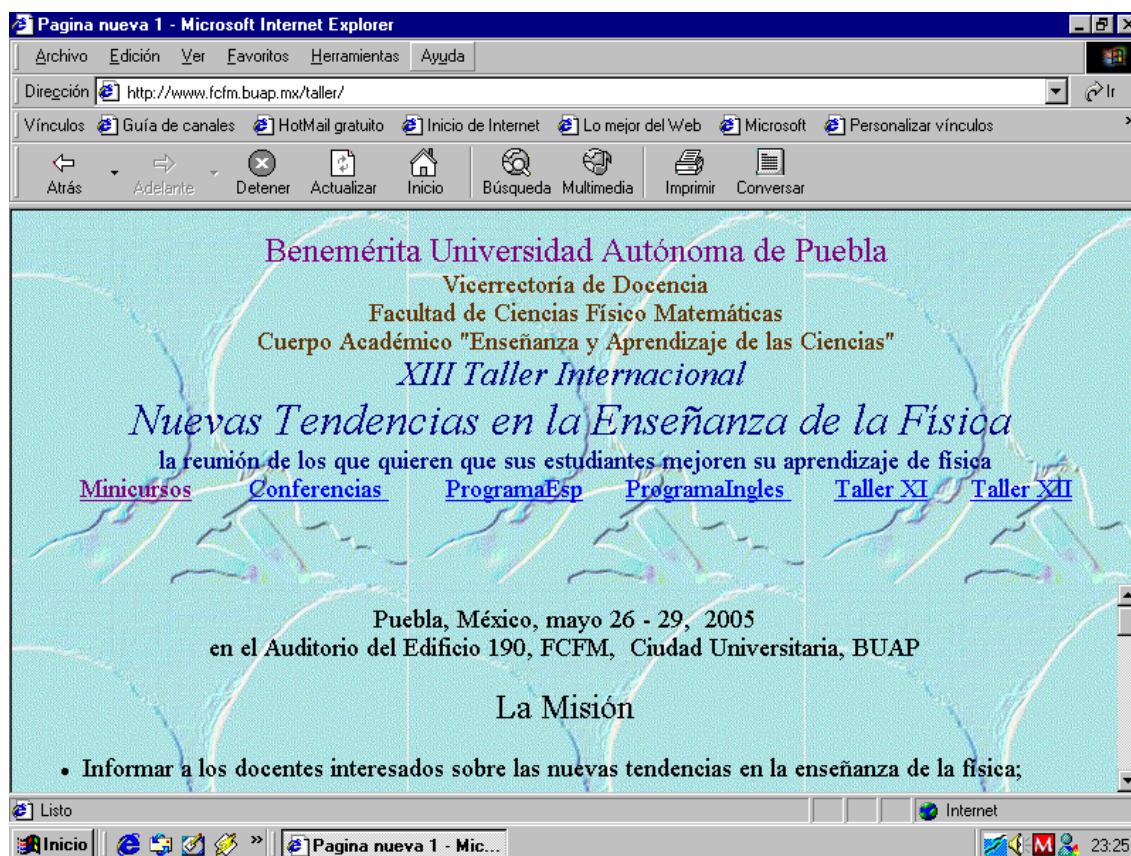 Pagina nueva 1 - Microsoft Internet Explorer
Archivo Edición Ver Favoritos Herramientas Ayuda
Dirección http://www.fcfm.buap.mx/taller/ Ir
Vínculos Guía de canales HotMail gratuito Inicio de Internet Lo mejor del Web Microsoft Personalizar vínculos »
Atrás Adelante Detener Actualizar Inicio Búsqueda Multimedia Imprimir Conversar
Benemérita Universidad Autónoma de Puebla
Vicerrectoría de Docencia
Facultad de Ciencias Físico Matemáticas
Cuerpo Académico "Enseñanza y Aprendizaje de las Ciencias"
XIII Taller Internacional
Nuevas Tendencias en la Enseñanza de la Física
la reunión de los que quieren que sus estudiantes mejoren su aprendizaje de física
Minicursos Conferencias ProgramaEsp ProgramaIngles Taller XI Taller XII
Puebla, México, mayo 26 - 29, 2005
en el Auditorio del Edificio 190, FCFM, Ciudad Universitaria, BUAP
La Misión
• Informar a los docentes interesados sobre las nuevas tendencias en la enseñanza de la física;
Listo Internet
Inicio » Pagina nueva 1 - Mic... M 23:25